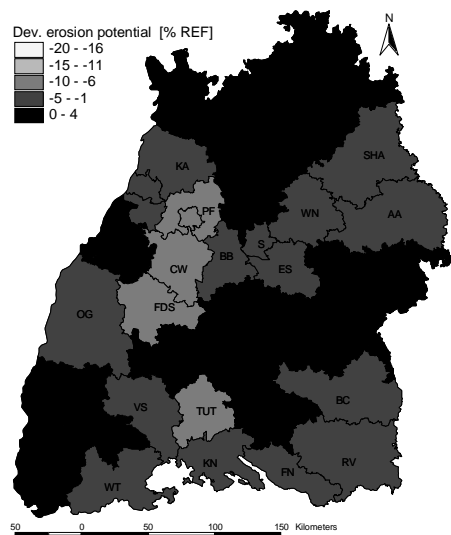 N
Dev. erosion potential [% REF]
-20 - -16
-15 - -11
-10 - -6
-5 - -1
0 - 4
KA
SHA
PF
WN
AA
S
CW
BB
ES
FDS
OG
VS
TUT
BC
KN
RV
WT
FN
50 0 50 100 150 Kilometers